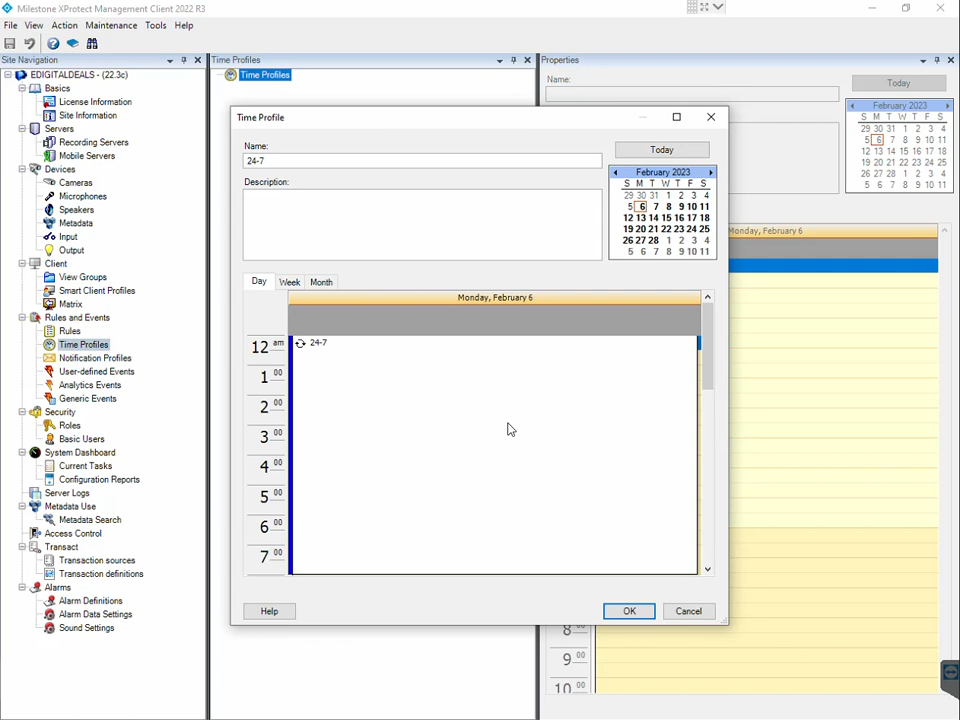 Milestone XProtect Management Client 2022 R3
File View Action Maintenance Tools Help
Site Navigation
EDIGITALDEALS - (22.3c)
Basics
License Information
Site Information
Servers
Recording Servers
Mobile Servers
Devices
Cameras
Microphones
Speakers
Metadata
Input
Output
Client
View Groups
Smart Client Profiles
Matrix
Rules and Events
Rules
Time Profiles
Notification Profiles
User-defined Events
Analytics Events
Generic Events
Security
Roles
Basic Users
System Dashboard
Current Tasks
Configuration Reports
Server Logs
Metadata Use
Metadata Search
Access Control
Transact
Transaction sources
Transaction definitions
Alarms
Alarm Definitions
Alarm Data Settings
Sound Settings
Time Profiles
Time Profiles
Time Profile
Name:
24-7
Description:
Today
February 2023
S M T W T F S
29 30 31 1 2 3 4
5 6 7 8 9 10 11
12 13 14 15 16 17 18
19 20 21 22 23 24 25
26 27 28 1 2 3 4
5 6 7 8 9 10 11
Day Week Month
Monday, February 6
12 am
24-7
1 00
2 00
3 00
4 00
5 00
6 00
7 00
Help OK Cancel
Properties
Name:
Today
February 2023
S M T W T F S
29 30 31 1 2 3 4
5 6 7 8 9 10 11
12 13 14 15 16 17 18
19 20 21 22 23 24 25
26 27 28 1 2 3 4
5 6 7 8 9 10 11
Monday, February 6
8 00
9 00
10 00